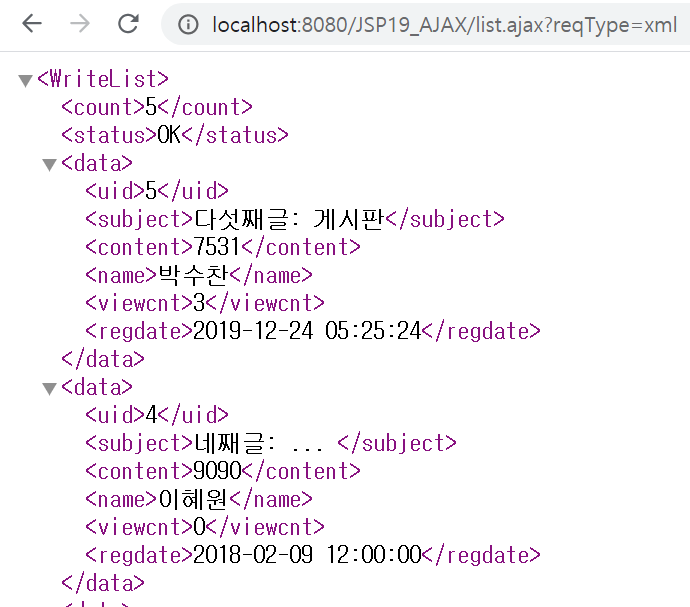 localhost:8080/JSP19_AJAX/list.ajax?reqType=xml
<WriteList>
<count>5</count>
<status>OK</status>
<data>
<uid>5</uid>
<subject>다섯째글: 게시판</subject>
<content>7531</content>
<name>박수찬</name>
<viewcnt>3</viewcnt>
<regdate>2019-12-24 05:25:24</regdate>
</data>
<data>
<uid>4</uid>
<subject>네째글: ... </subject>
<content>9090</content>
<name>이혜원</name>
<viewcnt>0</viewcnt>
<regdate>2018-02-09 12:00:00</regdate>
</data>